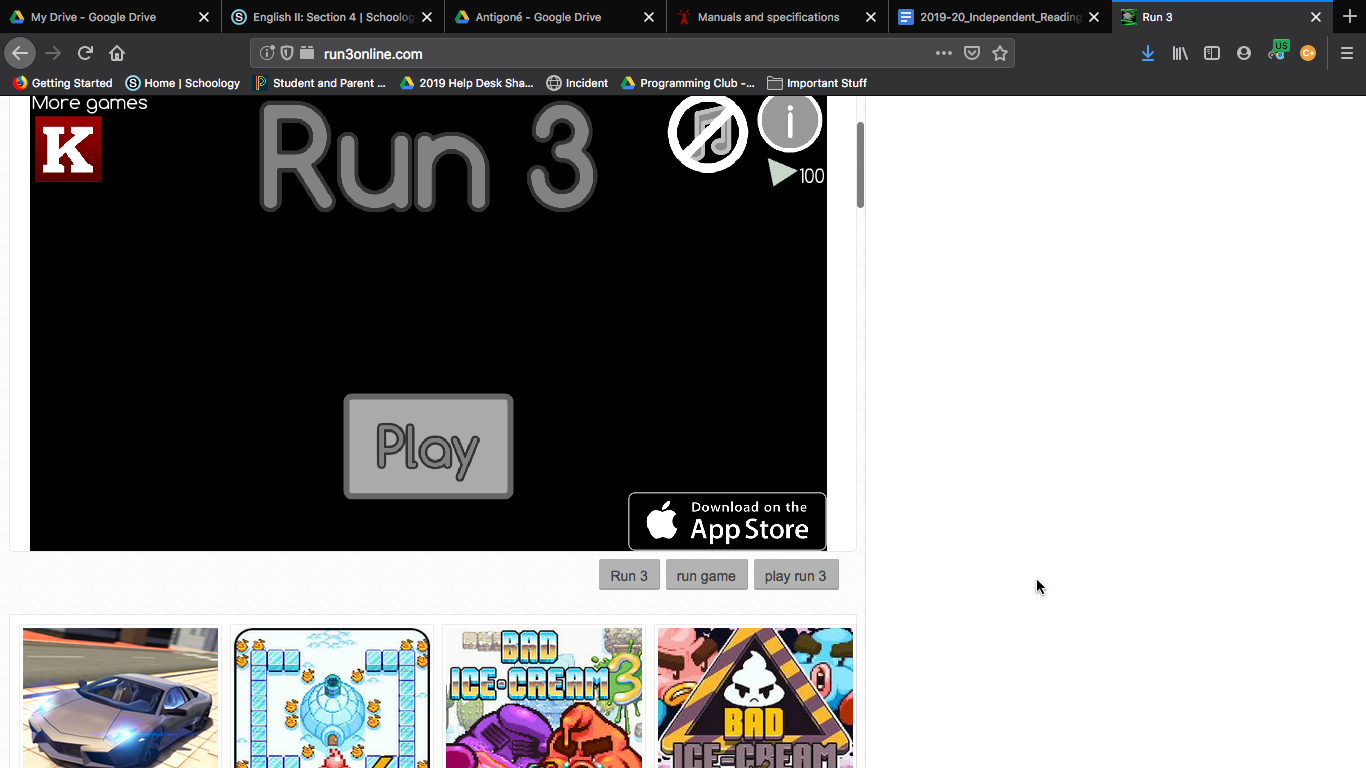 My Drive - Google Drive
English II: Section 4 | Schoolog
Antigoné - Google Drive
Manuals and specifications
2019-20_Independent_Reading
Run 3
run3online.com
US
C+
Getting Started
Home | Schoology
Student and Parent ...
2019 Help Desk Sha...
Incident
Programming Club -...
Important Stuff
More games
K
Run 3
i
100
Play
Download on the
App Store
Run 3
run game
play run 3
BAD
ICE-CREAM 3
BAD
ICE-CREAM